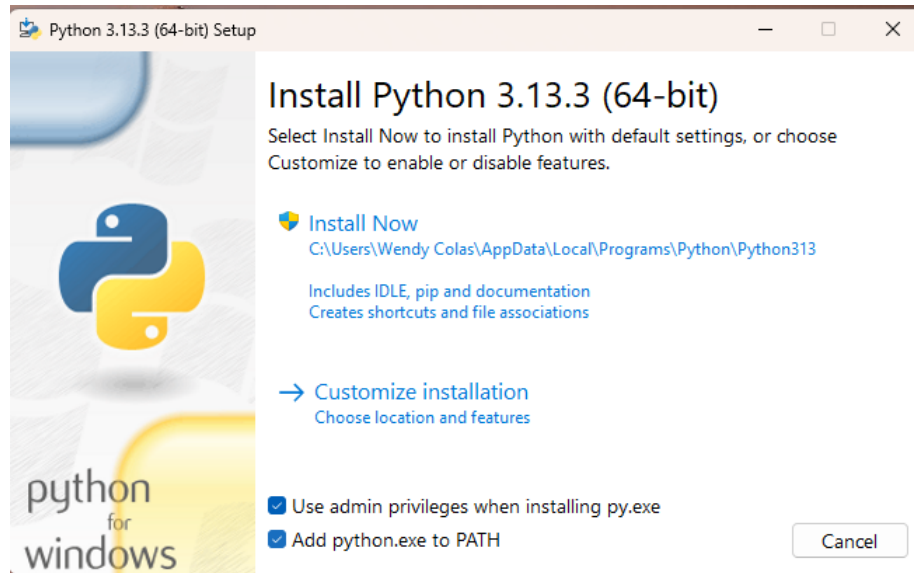 Python 3.13.3 (64-bit) Setup
Install Python 3.13.3 (64-bit)
Select Install Now to install Python with default settings, or choose
Customize to enable or disable features.
Install Now
C:\Users\Wendy Colas\AppData\Local\Programs\Python\Python313
Includes IDLE, pip and documentation
Creates shortcuts and file associations
Customize installation
Choose location and features
python
for
windows
Use admin privileges when installing py.exe
Add python.exe to PATH
Cancel